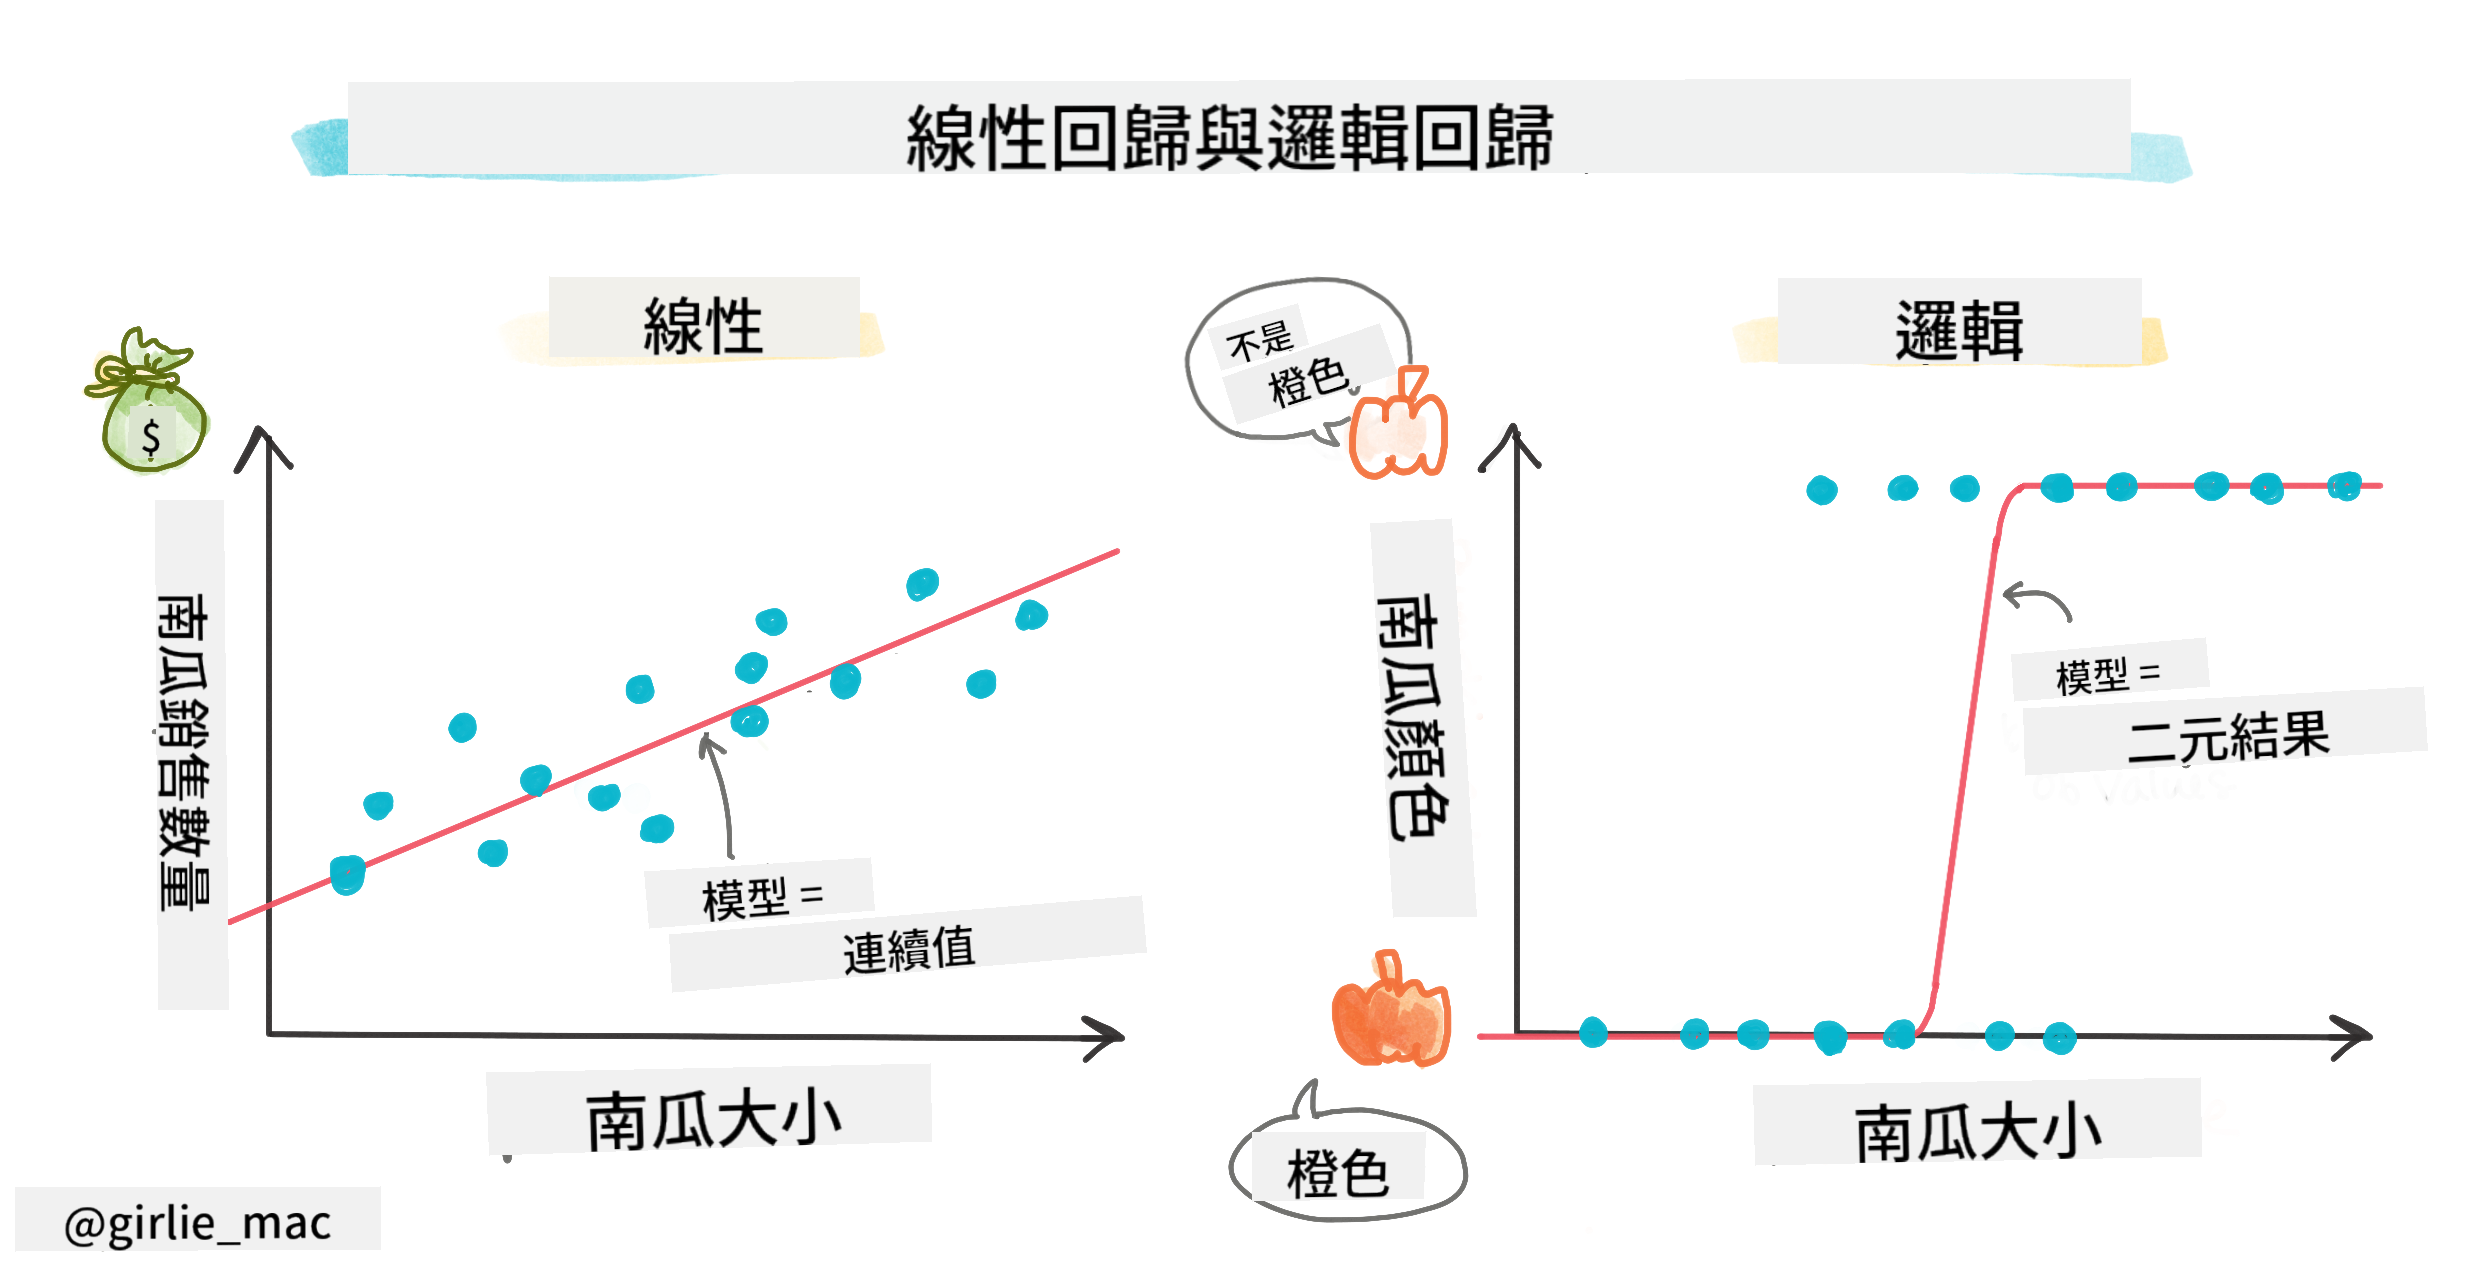 線性回歸與邏輯回歸
線性
$
南瓜銷售數量
模型 =
連續值
南瓜大小
邏輯
不是
橙色
南瓜顏色
模型 =
二元結果
橙色
南瓜大小
@girlie_mac